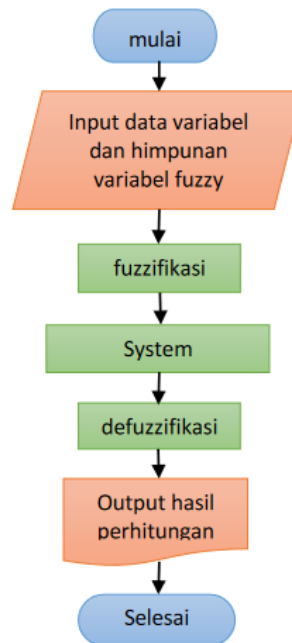 mulai
Input data variabel
dan himpunan
variabel fuzzy
fuzzifikasi
System
defuzzifikasi
Output hasil
perhitungan
Selesai